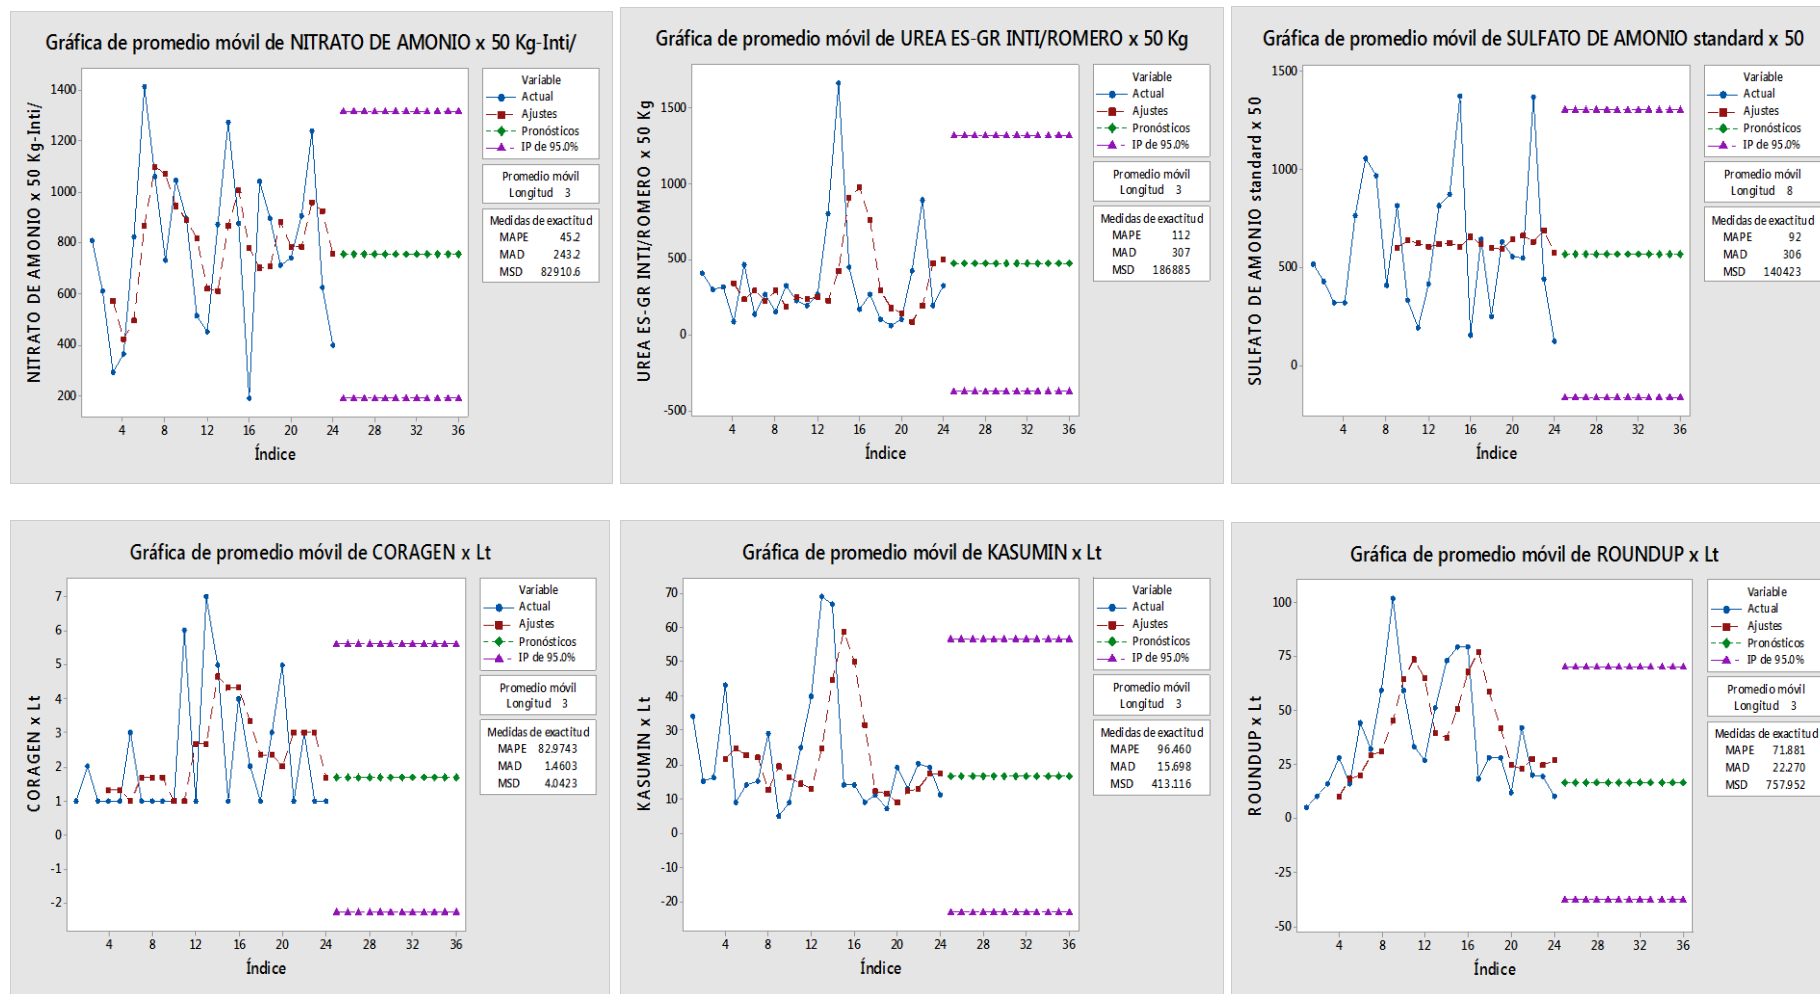 Gráfica de promedio móvil de NITRATO DE AMONIO x 50 Kg-Inti/
NITRATO DE AMONIO x 50 Kg-Inti/
1400
1200
1000
800
600
400
200
4 8 12 16 20 24 28 32 36
Índice
Variable
Actual
Ajustes
Pronósticos
IP de 95.0%
Promedio móvil
Longitud 3
Medidas de exactitud
MAPE 45.2
MAD 243.2
MSD 82910.6
Gráfica de promedio móvil de UREA ES-GR INTI/ROMERO x 50 Kg
UREA ES-GR INTI/ROMERO x 50 Kg
1500
1000
500
0
-500
4 8 12 16 20 24 28 32 36
Índice
Variable
Actual
Ajustes
Pronósticos
IP de 95.0%
Promedio móvil
Longitud 3
Medidas de exactitud
MAPE 112
MAD 307
MSD 186885
Gráfica de promedio móvil de SULFATO DE AMONIO standard x 50
SULFATO DE AMONIO standard x 50
1500
1000
500
0
4 8 12 16 20 24 28 32 36
Índice
Variable
Actual
Ajustes
Pronósticos
IP de 95.0%
Promedio móvil
Longitud 8
Medidas de exactitud
MAPE 92
MAD 306
MSD 140423
Gráfica de promedio móvil de CORAGEN x Lt
CORAGEN x Lt
7
6
5
4
3
2
1
0
-1
-2
4 8 12 16 20 24 28 32 36
Índice
Variable
Actual
Ajustes
Pronósticos
IP de 95.0%
Promedio móvil
Longitud 3
Medidas de exactitud
MAPE 82.9743
MAD 1.4603
MSD 4.0423
Gráfica de promedio móvil de KASUMIN x Lt
KASUMIN x Lt
70
60
50
40
30
20
10
0
-10
-20
4 8 12 16 20 24 28 32 36
Índice
Variable
Actual
Ajustes
Pronósticos
IP de 95.0%
Promedio móvil
Longitud 3
Medidas de exactitud
MAPE 96.460
MAD 15.698
MSD 413.116
Gráfica de promedio móvil de ROUNDUP x Lt
ROUNDUP x Lt
100
75
50
25
0
-25
-50
4 8 12 16 20 24 28 32 36
Índice
Variable
Actual
Ajustes
Pronósticos
IP de 95.0%
Promedio móvil
Longitud 3
Medidas de exactitud
MAPE 71.881
MAD 22.270
MSD 757.952